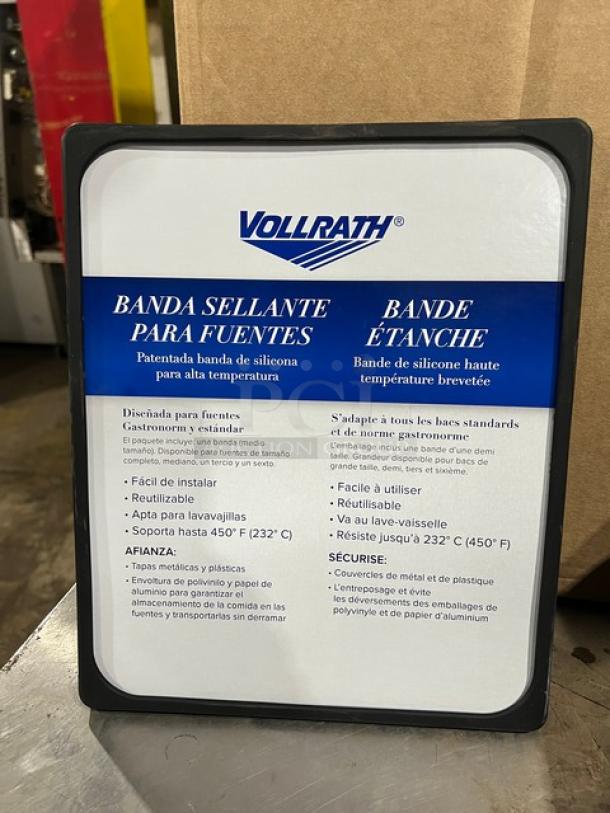 VOLLRATH®
BANDA SELLANTE
PARA FUENTES
Patentada banda de silicona
para alta temperatura
BANDE
ÉTANCHE
Bande de silicone haute
température brevetée
Diseñada para fuentes
Gastronorm y estándar
El paquete incluye: una banda (medio
tamaño). Disponible para fuentes de tamaño
completo, mediano, un tercio y un sexto.
• Fácil de instalar
• Reutilizable
• Apta para lavavajillas
• Soporta hasta 450° F (232° C)
AFIANZA:
• Tapas metálicas y plásticas
• Envoltura de polivinilo y papel de
aluminio para garantizar el
almacenamiento de la comida en las
fuentes y transportarlas sin derramar
S'adapte à tous les bacs standards
et de norme gastronorme
L'emballage inclus une bande d'une demi
taille. Grandeur disponible pour bacs de
grande taille, demi, tiers et sixième.
• Facile à utiliser
• Réutilisable
• Va au lave-vaisselle
• Résiste jusqu'à 232° C (450° F)
SÉCURISE:
• Couvercles de métal et de plastique
• L'entreposage et évite
les déversements des emballages de
polyvinyle et de papier d'aluminium